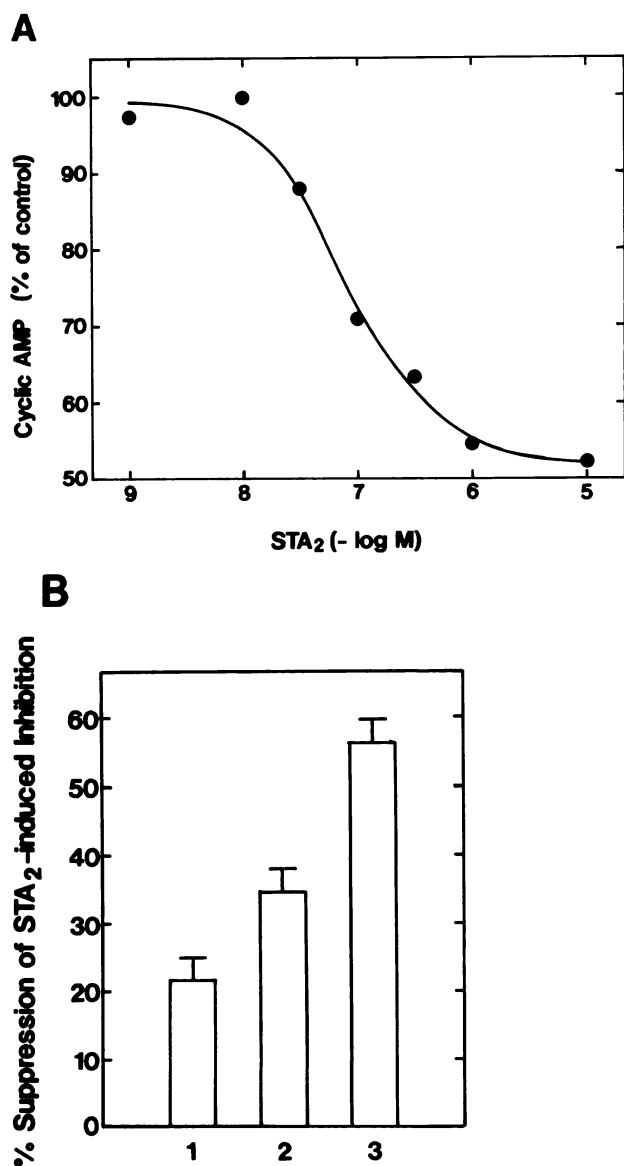 A
Cyclic AMP (% of control)
100
90
80
70
60
50
9 8 7 6 5
STA₂ (- log M)
B
% Suppression of STA₂-induced Inhibition
60
50
40
30
20
10
0
1 2 3